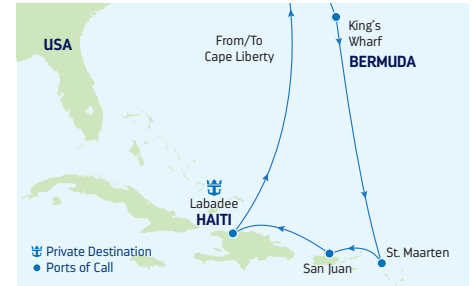 USA
From/To
Cape Liberty
King's
Wharf
BERMUDA
Labadee
HAITI
Private Destination
Ports of Call
San Juan
St. Maarten